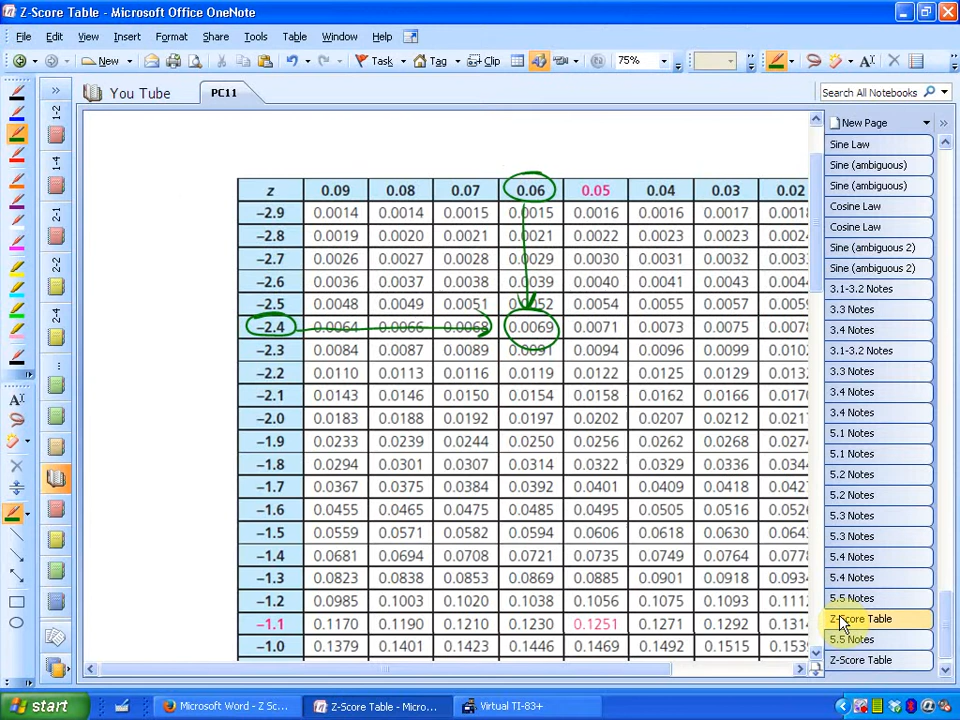 Z-Score Table - Microsoft Office OneNote
File Edit View Insert Format Share Tools Table Window Help
New Task Tag Clip 75%
You Tube PC11 Search All Notebooks
New Page
1-2
1-4
2-1
2-2
2-4
...
z 0.09 0.08 0.07 0.06 0.05 0.04 0.03 0.02
−2.9 0.0014 0.0014 0.0015 0.0015 0.0016 0.0016 0.0017
−2.8 0.0019 0.0020 0.0021 0.0021 0.0022 0.0023 0.0023
−2.7 0.0026 0.0027 0.0028 0.0029 0.0030 0.0031 0.0032
−2.6 0.0036 0.0037 0.0038 0.0039 0.0040 0.0041 0.0043
−2.5 0.0048 0.0049 0.0051 0.0052 0.0054 0.0055 0.0057
−2.4 0.0064 0.0066 0.0068 0.0069 0.0071 0.0073 0.0075
−2.3 0.0084 0.0087 0.0089 0.0091 0.0094 0.0096 0.0099
−2.2 0.0110 0.0113 0.0116 0.0119 0.0122 0.0125 0.0129
−2.1 0.0143 0.0146 0.0150 0.0154 0.0158 0.0162 0.0166
−2.0 0.0183 0.0188 0.0192 0.0197 0.0202 0.0207 0.0212
−1.9 0.0233 0.0239 0.0244 0.0250 0.0256 0.0262 0.0268
−1.8 0.0294 0.0301 0.0307 0.0314 0.0322 0.0329 0.0336
−1.7 0.0367 0.0375 0.0384 0.0392 0.0401 0.0409 0.0418
−1.6 0.0455 0.0465 0.0475 0.0485 0.0495 0.0505 0.0516
−1.5 0.0559 0.0571 0.0582 0.0594 0.0606 0.0618 0.0630
−1.4 0.0681 0.0694 0.0708 0.0721 0.0735 0.0749 0.0764
−1.3 0.0823 0.0838 0.0853 0.0869 0.0885 0.0901 0.0918
−1.2 0.0985 0.1003 0.1020 0.1038 0.1056 0.1075 0.1093
−1.1 0.1170 0.1190 0.1210 0.1230 0.1251 0.1271 0.1292
−1.0 0.1379 0.1401 0.1423 0.1446 0.1469 0.1492 0.1515
Sine Law
Sine (ambiguous)
Sine (ambiguous)
Cosine Law
Cosine Law
Sine (ambiguous 2)
Sine (ambiguous 2)
3.1-3.2 Notes
3.3 Notes
3.4 Notes
3.1-3.2 Notes
3.3 Notes
3.4 Notes
3.4 Notes
5.1 Notes
5.1 Notes
5.2 Notes
5.2 Notes
5.3 Notes
5.3 Notes
5.4 Notes
5.4 Notes
5.5 Notes
Z-Score Table
5.5 Notes
Z-Score Table
start Microsoft Word - Z Sc... Z-Score Table - Micro... Virtual TI-83+